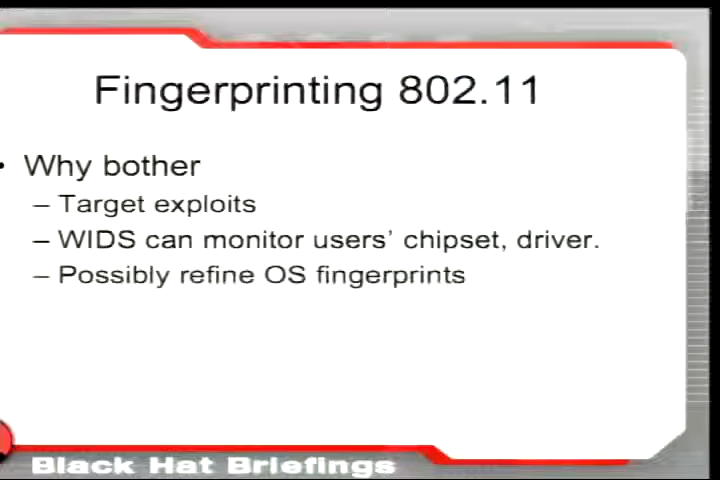 Fingerprinting 802.11
• Why bother
– Target exploits
– WIDS can monitor users' chipset, driver.
– Possibly refine OS fingerprints
Black Hat Briefings